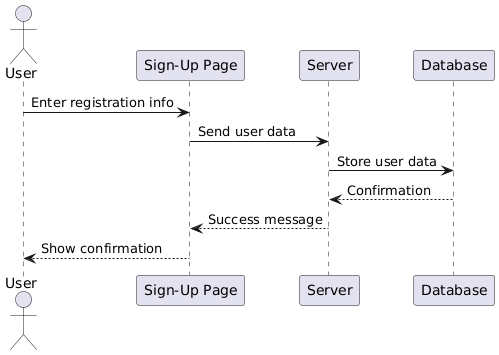 User
Sign-Up Page
Server
Database
Enter registration info
Send user data
Store user data
Confirmation
Success message
Show confirmation
User
Sign-Up Page
Server
Database